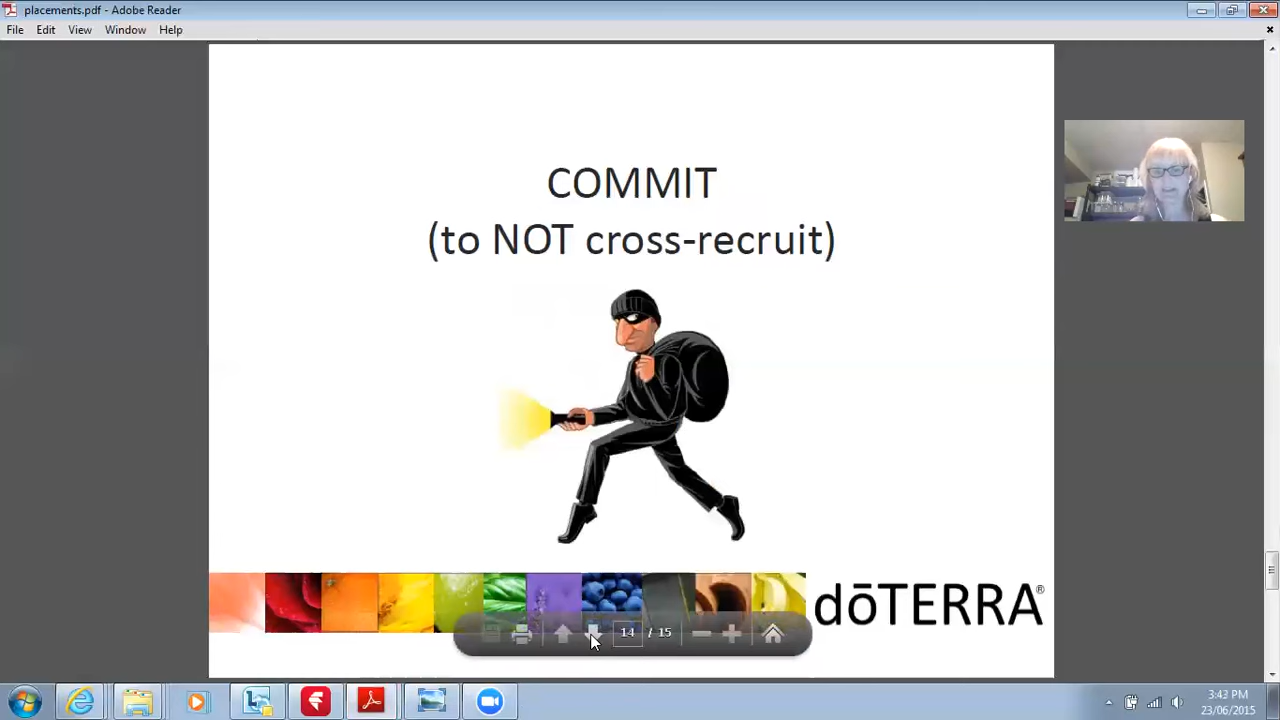 placements.pdf - Adobe Reader
File Edit View Window Help
COMMIT
(to NOT cross-recruit)
dōTERRA®
14 / 15
3:43 PM
23/06/2015